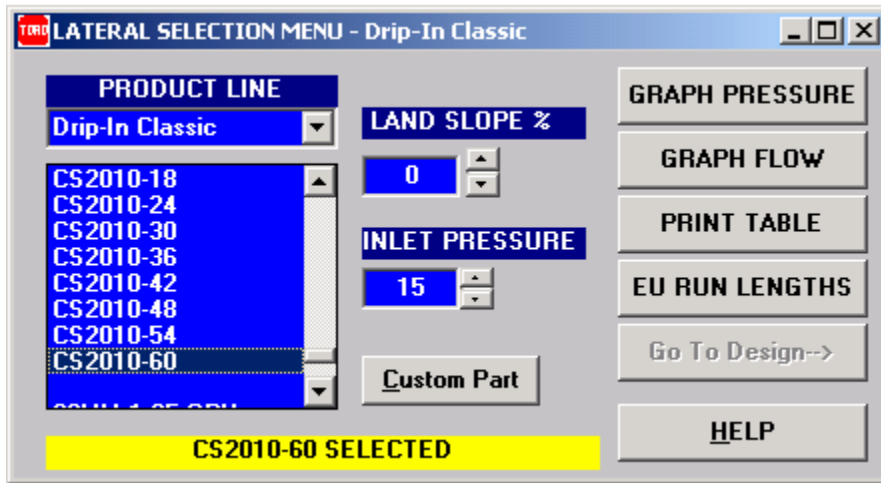 TORO LATERAL SELECTION MENU - Drip-In Classic
PRODUCT LINE
Drip-In Classic
CS2010-18
CS2010-24
CS2010-30
CS2010-36
CS2010-42
CS2010-48
CS2010-54
CS2010-60
LAND SLOPE %
0
INLET PRESSURE
15
Custom Part
GRAPH PRESSURE
GRAPH FLOW
PRINT TABLE
EU RUN LENGTHS
Go To Design-->
HELP
CS2010-60 SELECTED